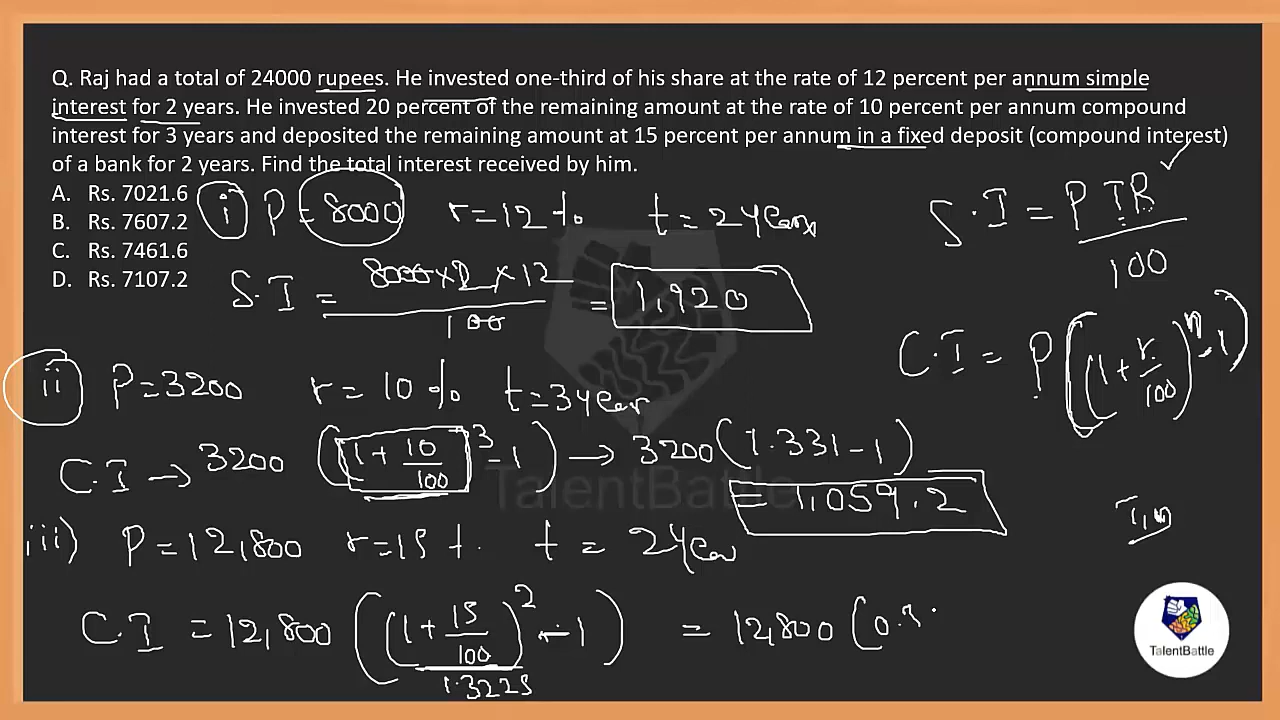 Q. Raj had a total of 24000 rupees. He invested one-third of his share at the rate of 12 percent per annum simple
interest for 2 years. He invested 20 percent of the remaining amount at the rate of 10 percent per annum compound
interest for 3 years and deposited the remaining amount at 15 percent per annum in a fixed deposit (compound interest)
of a bank for 2 years. Find the total interest received by him.
A. Rs. 7021.6
B. Rs. 7607.2
C. Rs. 7461.6
D. Rs. 7107.2
i P = 8000 r = 12 % t = 2 years
S.I = P T R / 100
S.I = 8000 × 2 × 12 / 100 = 1,920
C.I = P ((1 + r/100)^n - 1)
ii P = 3200 r = 10 % t = 3 year
C.I → 3200 ((1 + 10/100)^3 - 1) → 3200 (1.331 - 1)
= 1,059.2
TalentBattle
iii) P = 12,800 r = 15 %. t = 2 year
C.I = 12,800 ((1 + 15/100)^2 - 1) = 12,800 (0.3
1.3225
TalentBattle